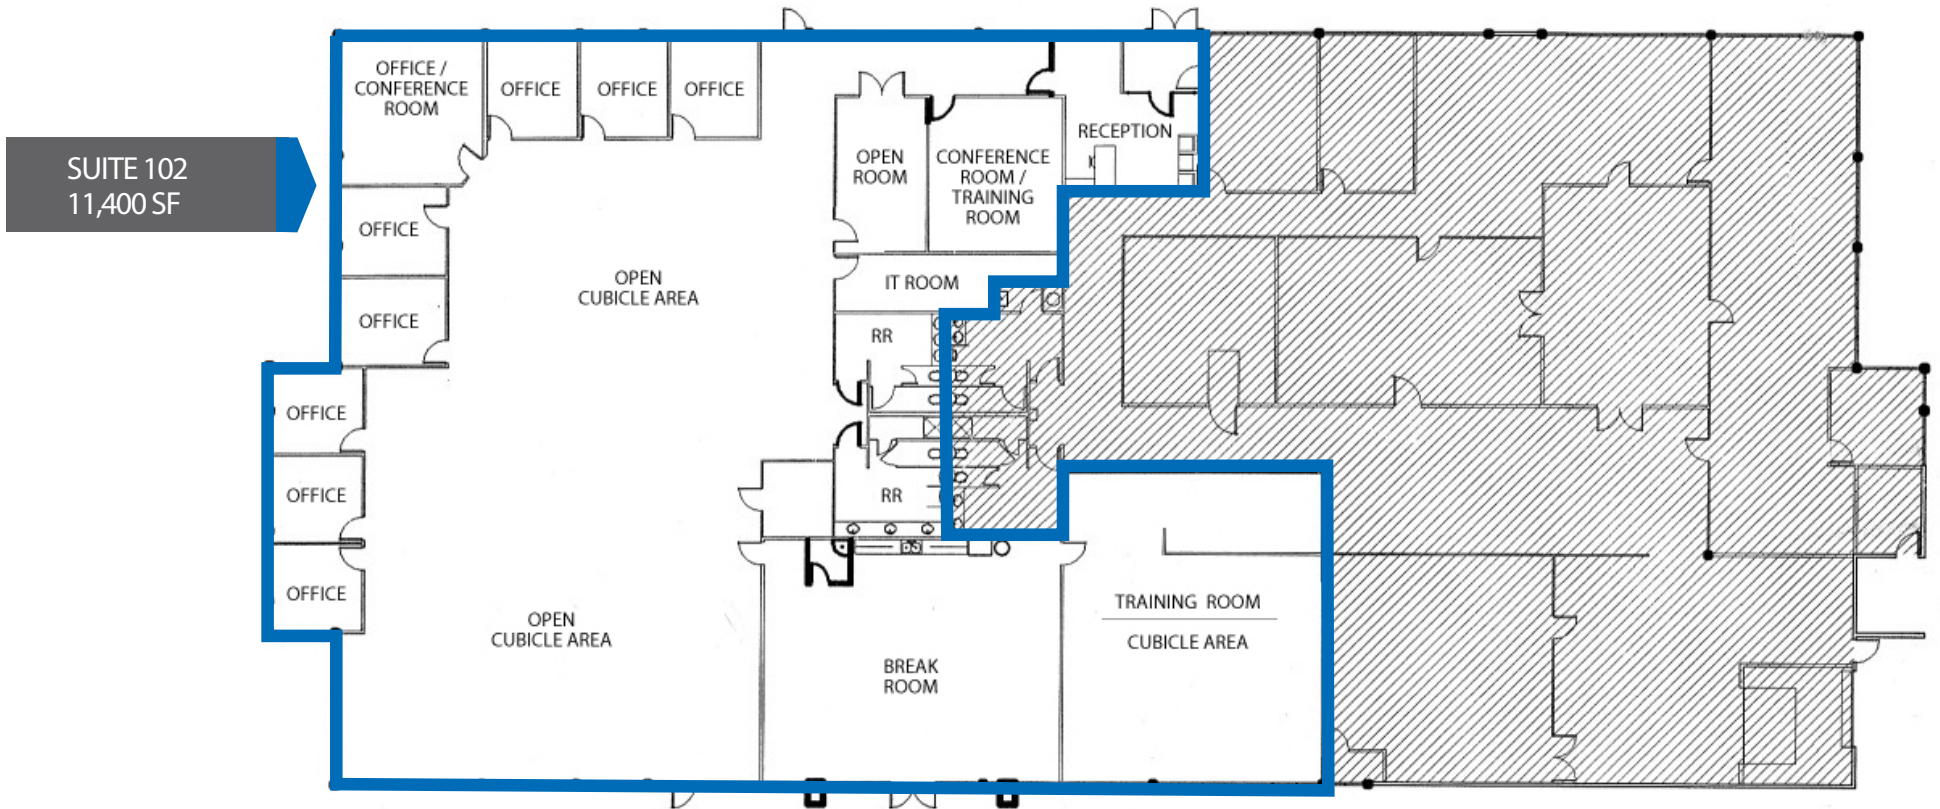 OFFICE /
CONFERENCE
ROOM
OFFICE
OFFICE
OFFICE
SUITE 102
11,400 SF
RECEPTION
OPEN
ROOM
CONFERENCE
ROOM /
TRAINING
ROOM
OFFICE
OPEN
CUBICLE AREA
IT ROOM
OFFICE
RR
OFFICE
OFFICE
RR
OFFICE
OPEN
CUBICLE AREA
TRAINING ROOM
CUBICLE AREA
BREAK
ROOM